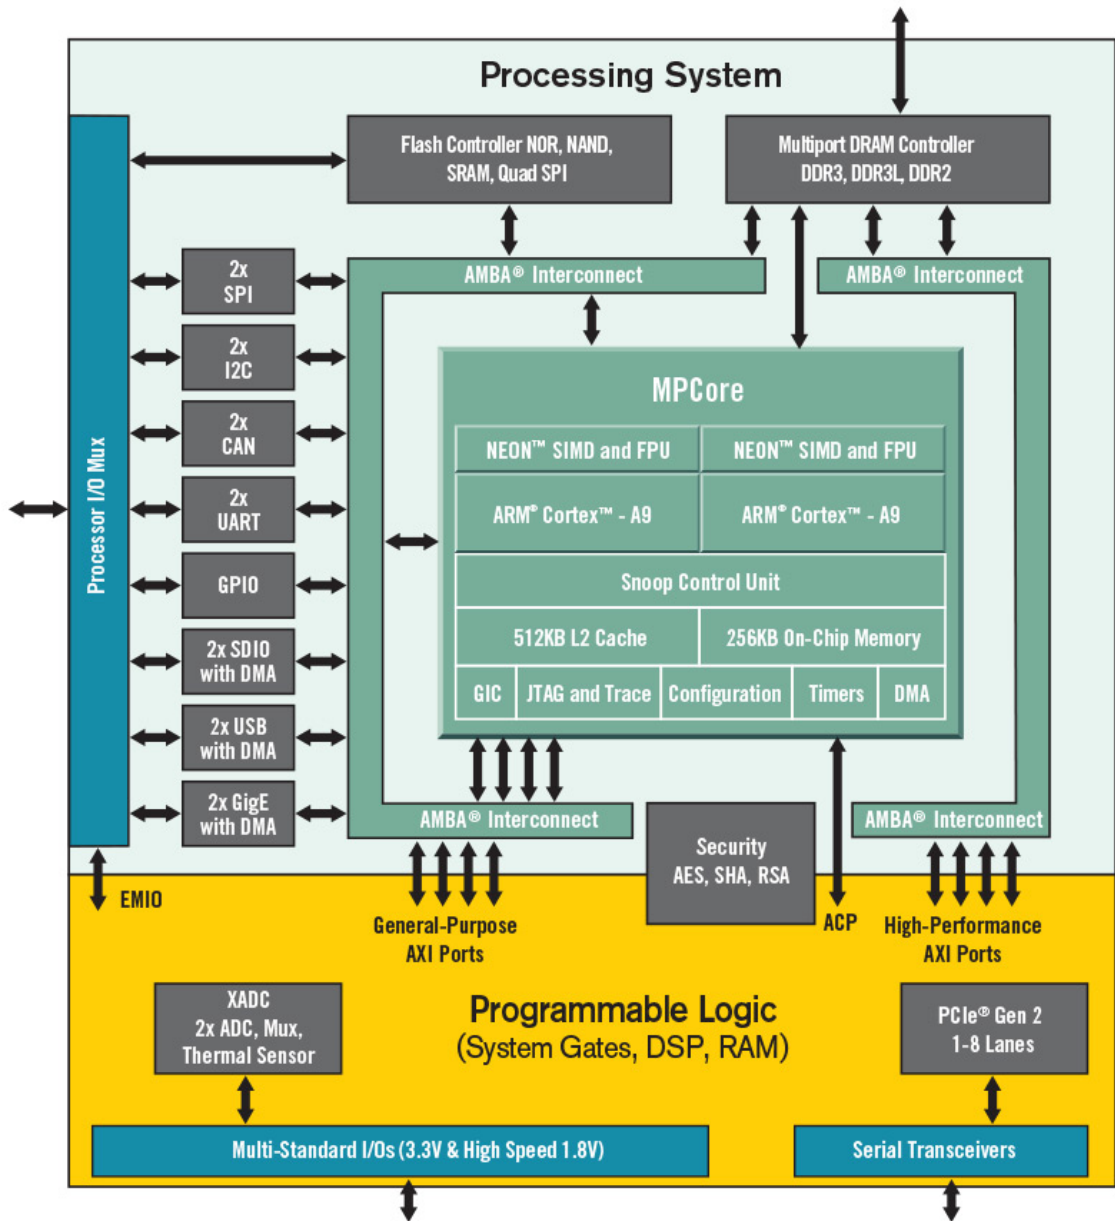 Processing System
Flash Controller NOR, NAND,
SRAM, Quad SPI
Multiport DRAM Controller
DDR3, DDR3L, DDR2
AMBA® Interconnect
AMBA® Interconnect
Processor I/O Mux
2x
SPI
2x
I2C
2x
CAN
2x
UART
GPIO
2x SDIO
with DMA
2x USB
with DMA
2x GigE
with DMA
MPCore
NEON™ SIMD and FPU
NEON™ SIMD and FPU
ARM® Cortex™ - A9
ARM® Cortex™ - A9
Snoop Control Unit
512KB L2 Cache
256KB On-Chip Memory
GIC
JTAG and Trace
Configuration
Timers
DMA
AMBA® Interconnect
AMBA® Interconnect
Security
AES, SHA, RSA
EMIO
General-Purpose
AXI Ports
ACP
High-Performance
AXI Ports
XADC
2x ADC, Mux,
Thermal Sensor
Programmable Logic
(System Gates, DSP, RAM)
PCIe® Gen 2
1-8 Lanes
Multi-Standard I/Os (3.3V & High Speed 1.8V)
Serial Transceivers